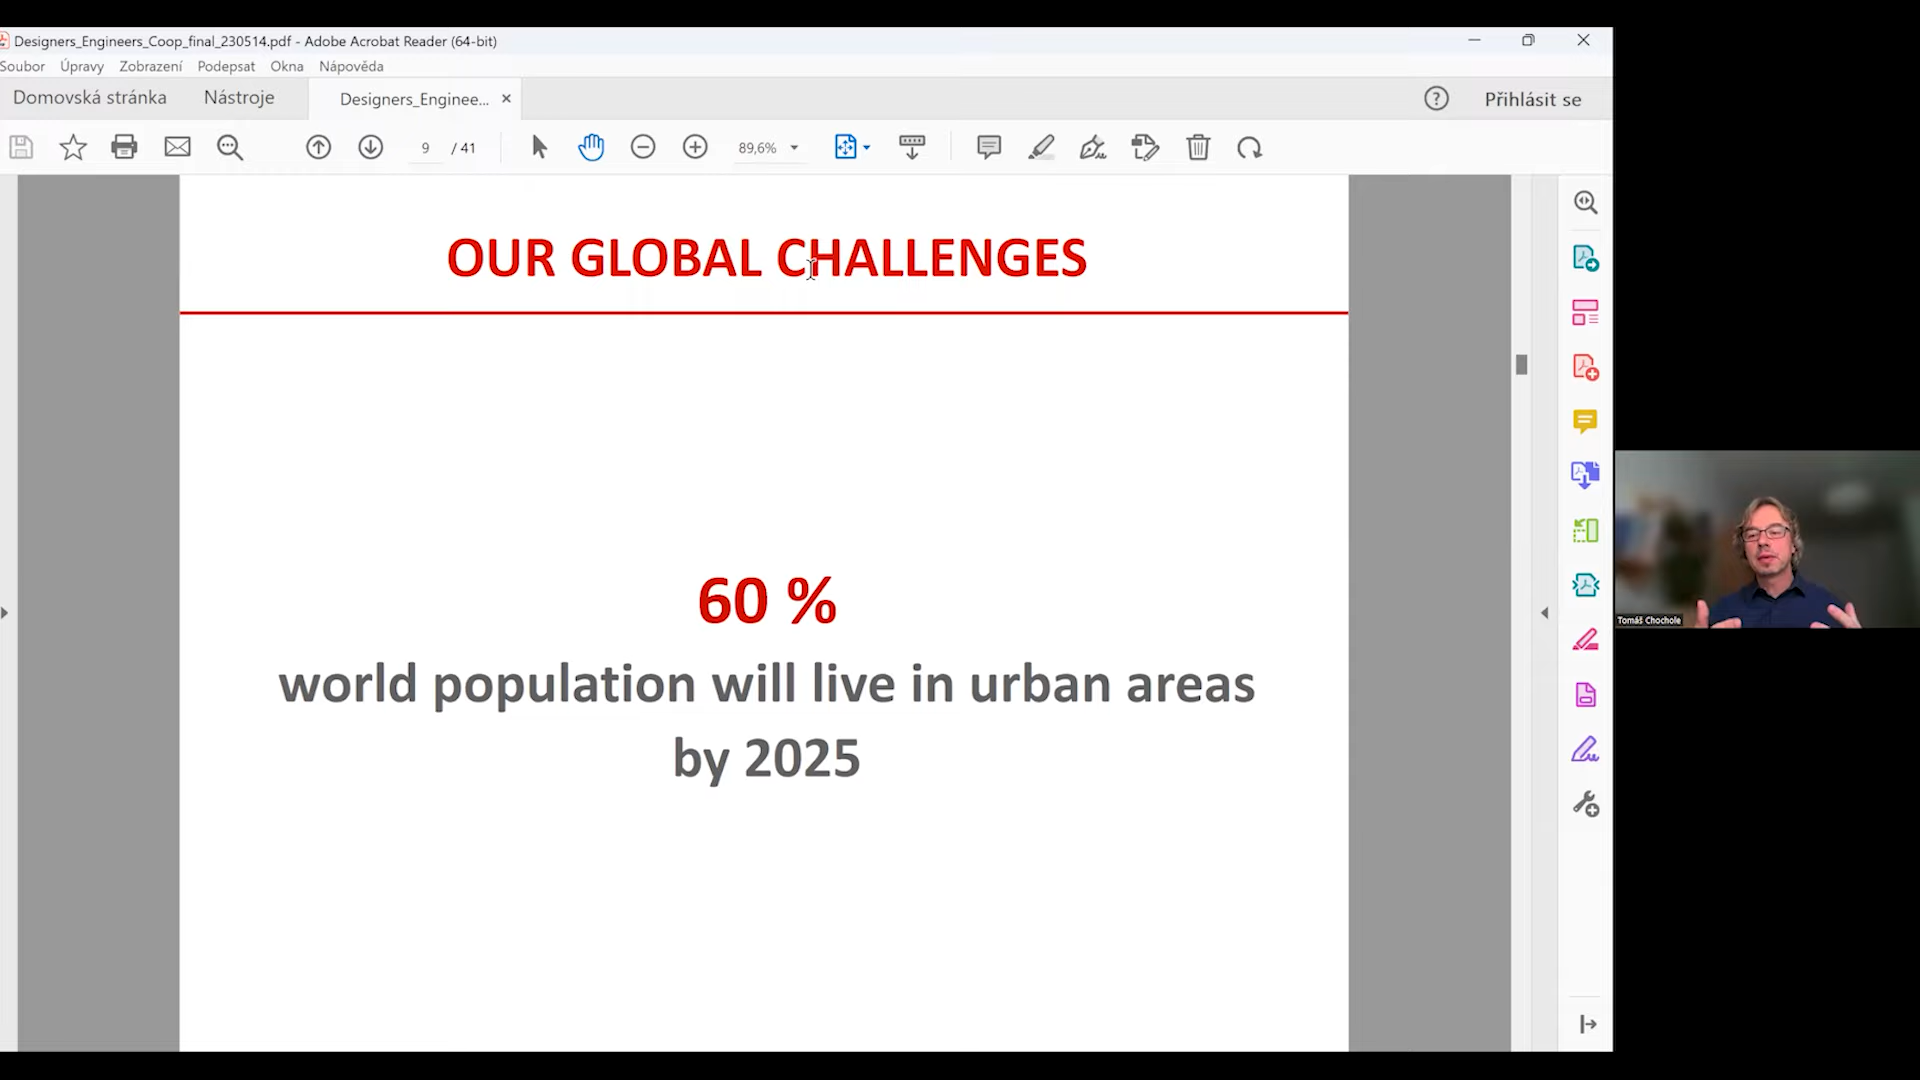 Designers_Engineers_Coop_final_230514.pdf - Adobe Acrobat Reader (64-bit)
Soubor Úpravy Zobrazení Podepsat Okna Nápověda
Domovská stránka Nástroje Designers_Enginee... Přihlásit se
9 / 41 89,6%
OUR GLOBAL CHALLENGES
60 %
world population will live in urban areas
by 2025
Tomáš Chochole